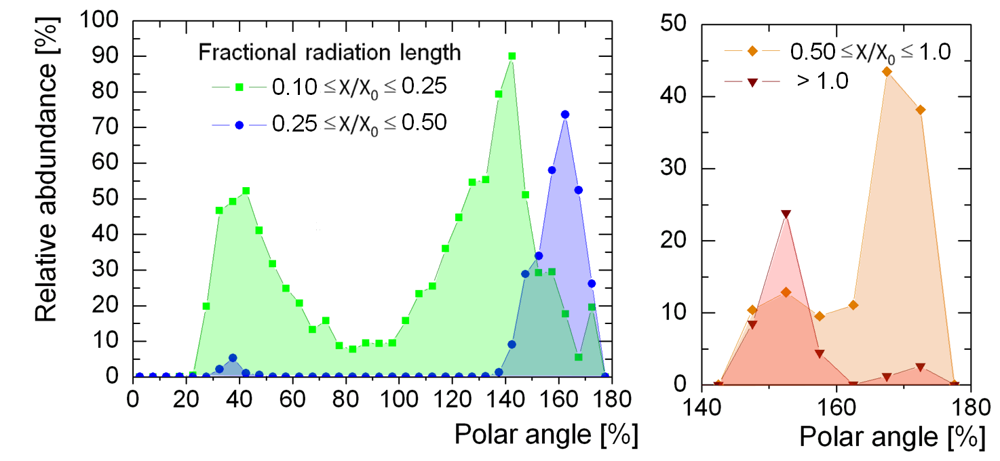 Relative abdundance [%]
100
90
80
70
60
50
40
30
20
10
0
Fractional radiation length
0.10 ≤X/X₀ ≤ 0.25
0.25 ≤X/X₀ ≤ 0.50
0 20 40 60 80 100 120 140 160 180
Polar angle [%]
50
40
30
20
10
0
0.50 ≤X/X₀ ≤ 1.0
> 1.0
140 160 180
Polar angle [%]